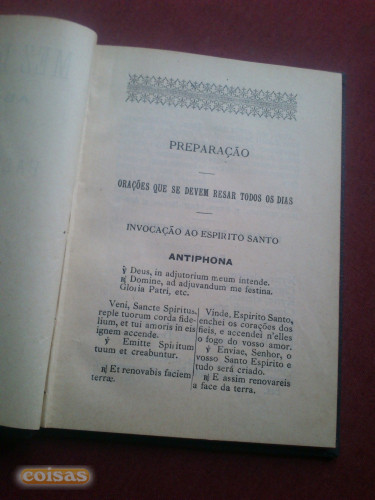 PREPARAÇÃO
ORAÇÕES QUE SE DEVEM RESAR TODOS OS DIAS
INVOCAÇÃO AO ESPIRITO SANTO
ANTIPHONA
℣ Deus, in adjutorium meum intende.
℟ Domine, ad adjuvandum me festina.
Gloria Patri, etc.
Veni, Sancte Spiritus,
reple tuorum corda fide-
lium, et tui amoris in eis
ignem accende.
℣ Emitte Spiritum
tuum et creabuntur.
℟ Et renovabis faciem
terræ.
Vinde, Espirito Santo,
enchei os corações dos
fieis, e accendei n'elles
o fogo do vosso amor.
℣ Enviae, Senhor, o
vosso Santo Espirito e
tudo será criado.
℟ E assim renovareis
a face da terra.
coisas